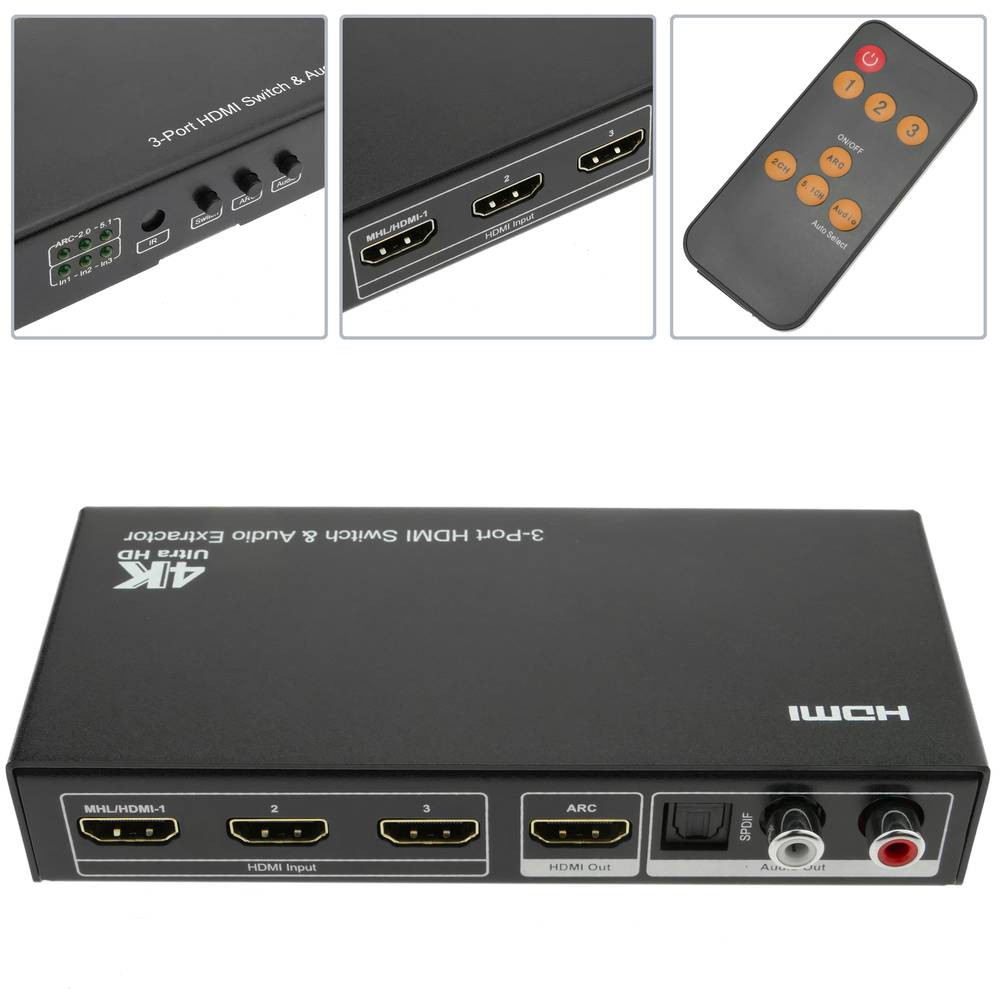 3-Port HDMI Switch &
ARC-2.0 -5.1
In1 -In2 -In3
IR
Switch
MHL/HDMI-1
2
3
HDMI Input
1
2
3
ON/OFF
ARC
2CH
5.1CH
Audio
Auto Select
3-Port HDMI Switch & Audio Extractor
4K
Ultra HD
HDMI
MHL/HDMI-1
2
3
HDMI Input
ARC
HDMI Out
SPDIF
Audio Out